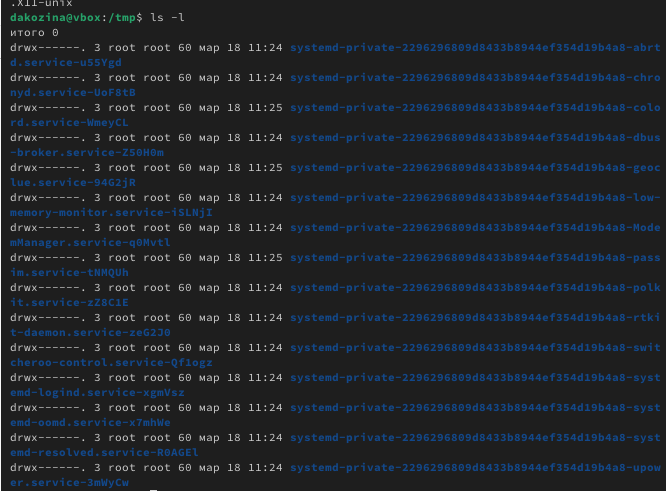 .X11-unix
dakozina@vbox:/tmp$ ls -l
итого 0
drwx------. 3 root root 60 мар 18 11:24 systemd-private-2296296809d8433b8944ef354d19b4a8-abrt
d.service-u55Ygd
drwx------. 3 root root 60 мар 18 11:24 systemd-private-2296296809d8433b8944ef354d19b4a8-chro
nyd.service-UoF8tB
drwx------. 3 root root 60 мар 18 11:25 systemd-private-2296296809d8433b8944ef354d19b4a8-colo
rd.service-WmeyCL
drwx------. 3 root root 60 мар 18 11:24 systemd-private-2296296809d8433b8944ef354d19b4a8-dbus
-broker.service-Z50H0m
drwx------. 3 root root 60 мар 18 11:25 systemd-private-2296296809d8433b8944ef354d19b4a8-geoc
lue.service-94G2jR
drwx------. 3 root root 60 мар 18 11:24 systemd-private-2296296809d8433b8944ef354d19b4a8-low-
memory-monitor.service-iSLNjI
drwx------. 3 root root 60 мар 18 11:24 systemd-private-2296296809d8433b8944ef354d19b4a8-Mode
mManager.service-q0Mvtl
drwx------. 3 root root 60 мар 18 11:25 systemd-private-2296296809d8433b8944ef354d19b4a8-pass
im.service-tNMQUh
drwx------. 3 root root 60 мар 18 11:24 systemd-private-2296296809d8433b8944ef354d19b4a8-polk
it.service-zZ8C1E
drwx------. 3 root root 60 мар 18 11:24 systemd-private-2296296809d8433b8944ef354d19b4a8-rtki
t-daemon.service-zeG2J0
drwx------. 3 root root 60 мар 18 11:24 systemd-private-2296296809d8433b8944ef354d19b4a8-swit
cheroo-control.service-Qf1ogz
drwx------. 3 root root 60 мар 18 11:24 systemd-private-2296296809d8433b8944ef354d19b4a8-syst
emd-logind.service-xgmVsz
drwx------. 3 root root 60 мар 18 11:24 systemd-private-2296296809d8433b8944ef354d19b4a8-syst
emd-oomd.service-x7mhWe
drwx------. 3 root root 60 мар 18 11:24 systemd-private-2296296809d8433b8944ef354d19b4a8-syst
emd-resolved.service-R0AGEl
drwx------. 3 root root 60 мар 18 11:24 systemd-private-2296296809d8433b8944ef354d19b4a8-upow
er.service-3mWyCw